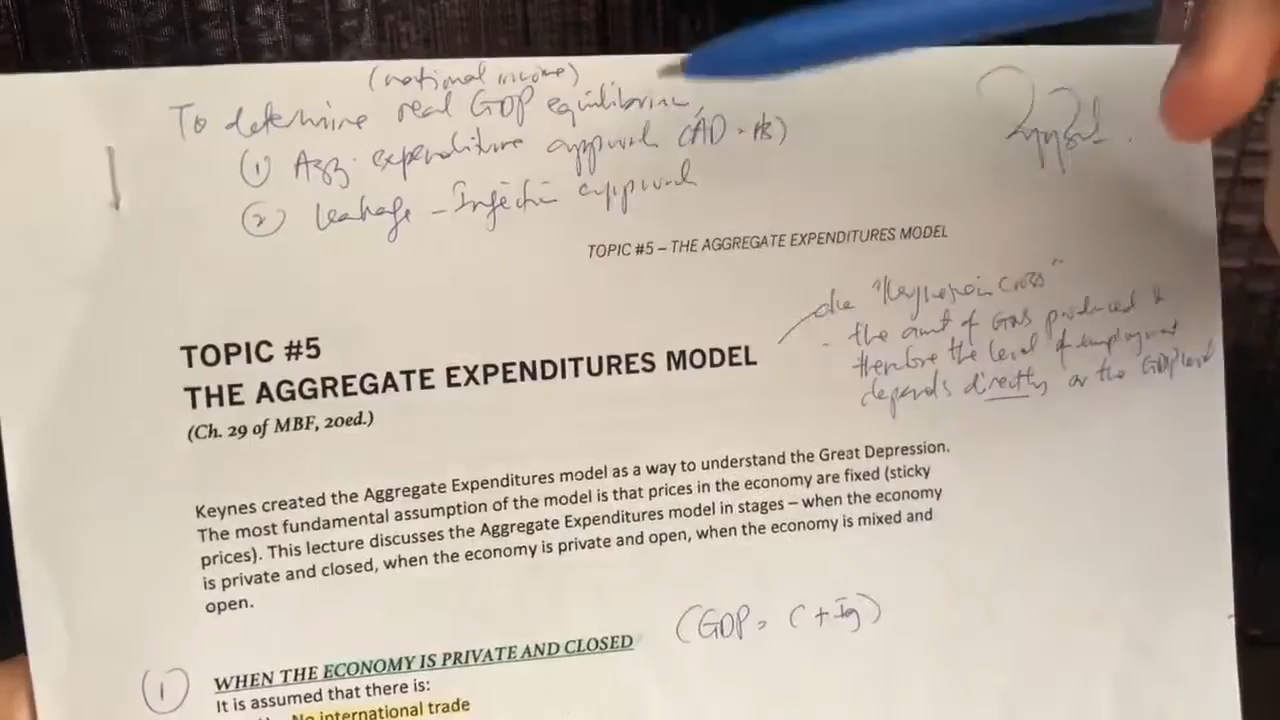 (national income)
To determine real GDP equilibrium,
(1) Agg. expenditure approach (AD = AS)
(2) Leakage - Injection approach
TOPIC #5 – THE AGGREGATE EXPENDITURES MODEL
aka "Keynesian Cross"
- the amt of G&S produced &
therefore the level of employment
depends directly on the GDP level
TOPIC #5
THE AGGREGATE EXPENDITURES MODEL
(Ch. 29 of MBF, 20ed.)
Keynes created the Aggregate Expenditures model as a way to understand the Great Depression.
The most fundamental assumption of the model is that prices in the economy are fixed (sticky
prices). This lecture discusses the Aggregate Expenditures model in stages – when the economy
is private and closed, when the economy is private and open, when the economy is mixed and
open.
(GDP = C + Ig)
(1) WHEN THE ECONOMY IS PRIVATE AND CLOSED
It is assumed that there is:
No international trade